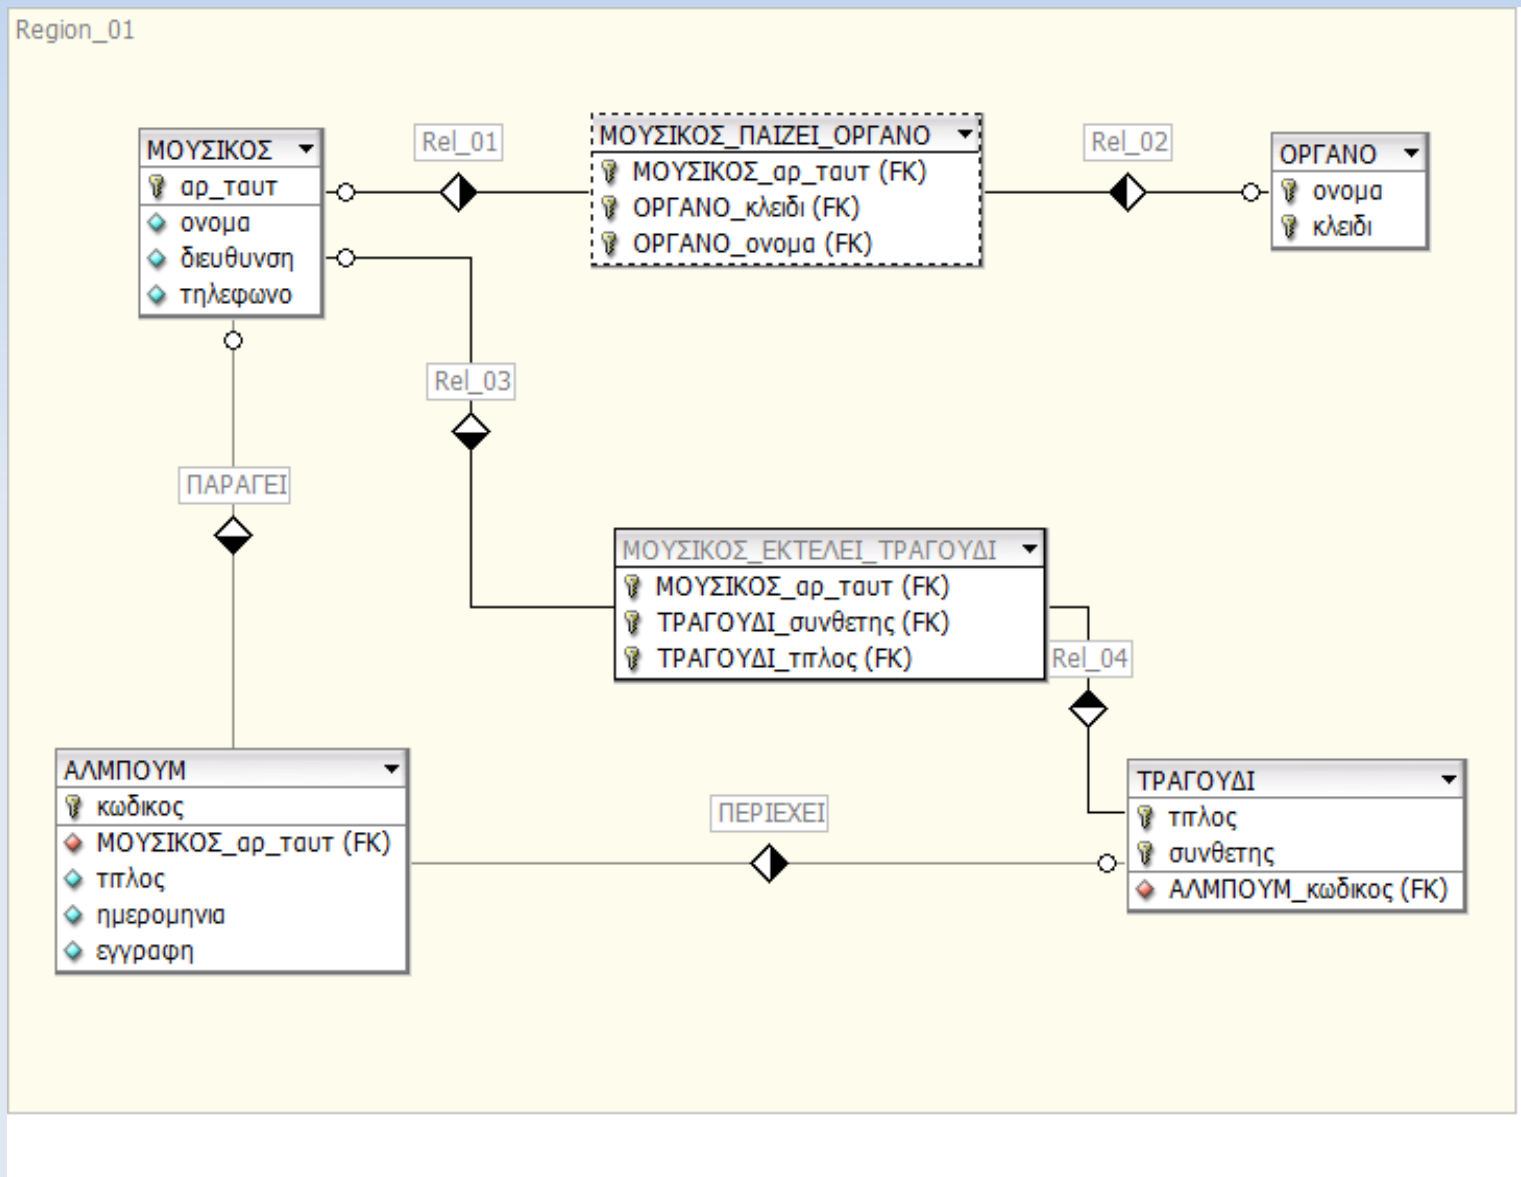 Region_01
ΜΟΥΣΙΚΟΣ
αρ_ταυτ
ονομα
διευθυνση
τηλεφωνο
Rel_01
ΜΟΥΣΙΚΟΣ_ΠΑΙΖΕΙ_ΟΡΓΑΝΟ
ΜΟΥΣΙΚΟΣ_αρ_ταυτ (FK)
ΟΡΓΑΝΟ_κλειδι (FK)
ΟΡΓΑΝΟ_ονομα (FK)
Rel_02
ΟΡΓΑΝΟ
ονομα
κλειδι
Rel_03
ΠΑΡΑΓΕΙ
ΜΟΥΣΙΚΟΣ_ΕΚΤΕΛΕΙ_ΤΡΑΓΟΥΔΙ
ΜΟΥΣΙΚΟΣ_αρ_ταυτ (FK)
ΤΡΑΓΟΥΔΙ_συνθετης (FK)
ΤΡΑΓΟΥΔΙ_τιτλος (FK)
Rel_04
ΑΛΜΠΟΥΜ
κωδικος
ΜΟΥΣΙΚΟΣ_αρ_ταυτ (FK)
τιτλος
ημερομηνια
εγγραφη
ΠΕΡΙΕΧΕΙ
ΤΡΑΓΟΥΔΙ
τιτλος
συνθετης
ΑΛΜΠΟΥΜ_κωδικος (FK)